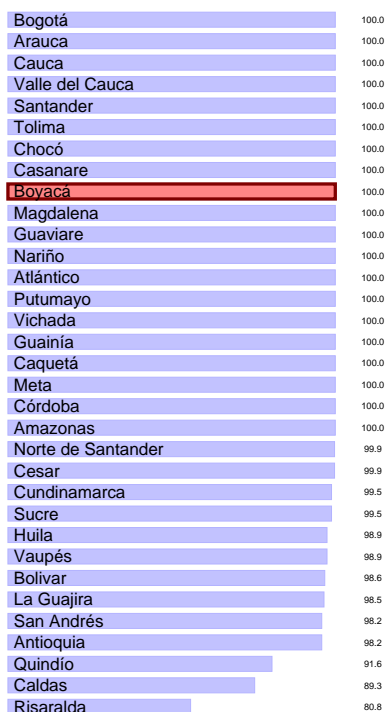 Bogotá 100.0
Arauca 100.0
Cauca 100.0
Valle del Cauca 100.0
Santander 100.0
Tolima 100.0
Chocó 100.0
Casanare 100.0
Boyacá 100.0
Magdalena 100.0
Guaviare 100.0
Nariño 100.0
Atlántico 100.0
Putumayo 100.0
Vichada 100.0
Guainía 100.0
Caquetá 100.0
Meta 100.0
Córdoba 100.0
Amazonas 100.0
Norte de Santander 99.9
Cesar 99.9
Cundinamarca 99.5
Sucre 99.5
Huila 98.9
Vaupés 98.9
Bolivar 98.6
La Guajira 98.5
San Andrés 98.2
Antioquia 98.2
Quindío 91.6
Caldas 89.3
Risaralda 80.8